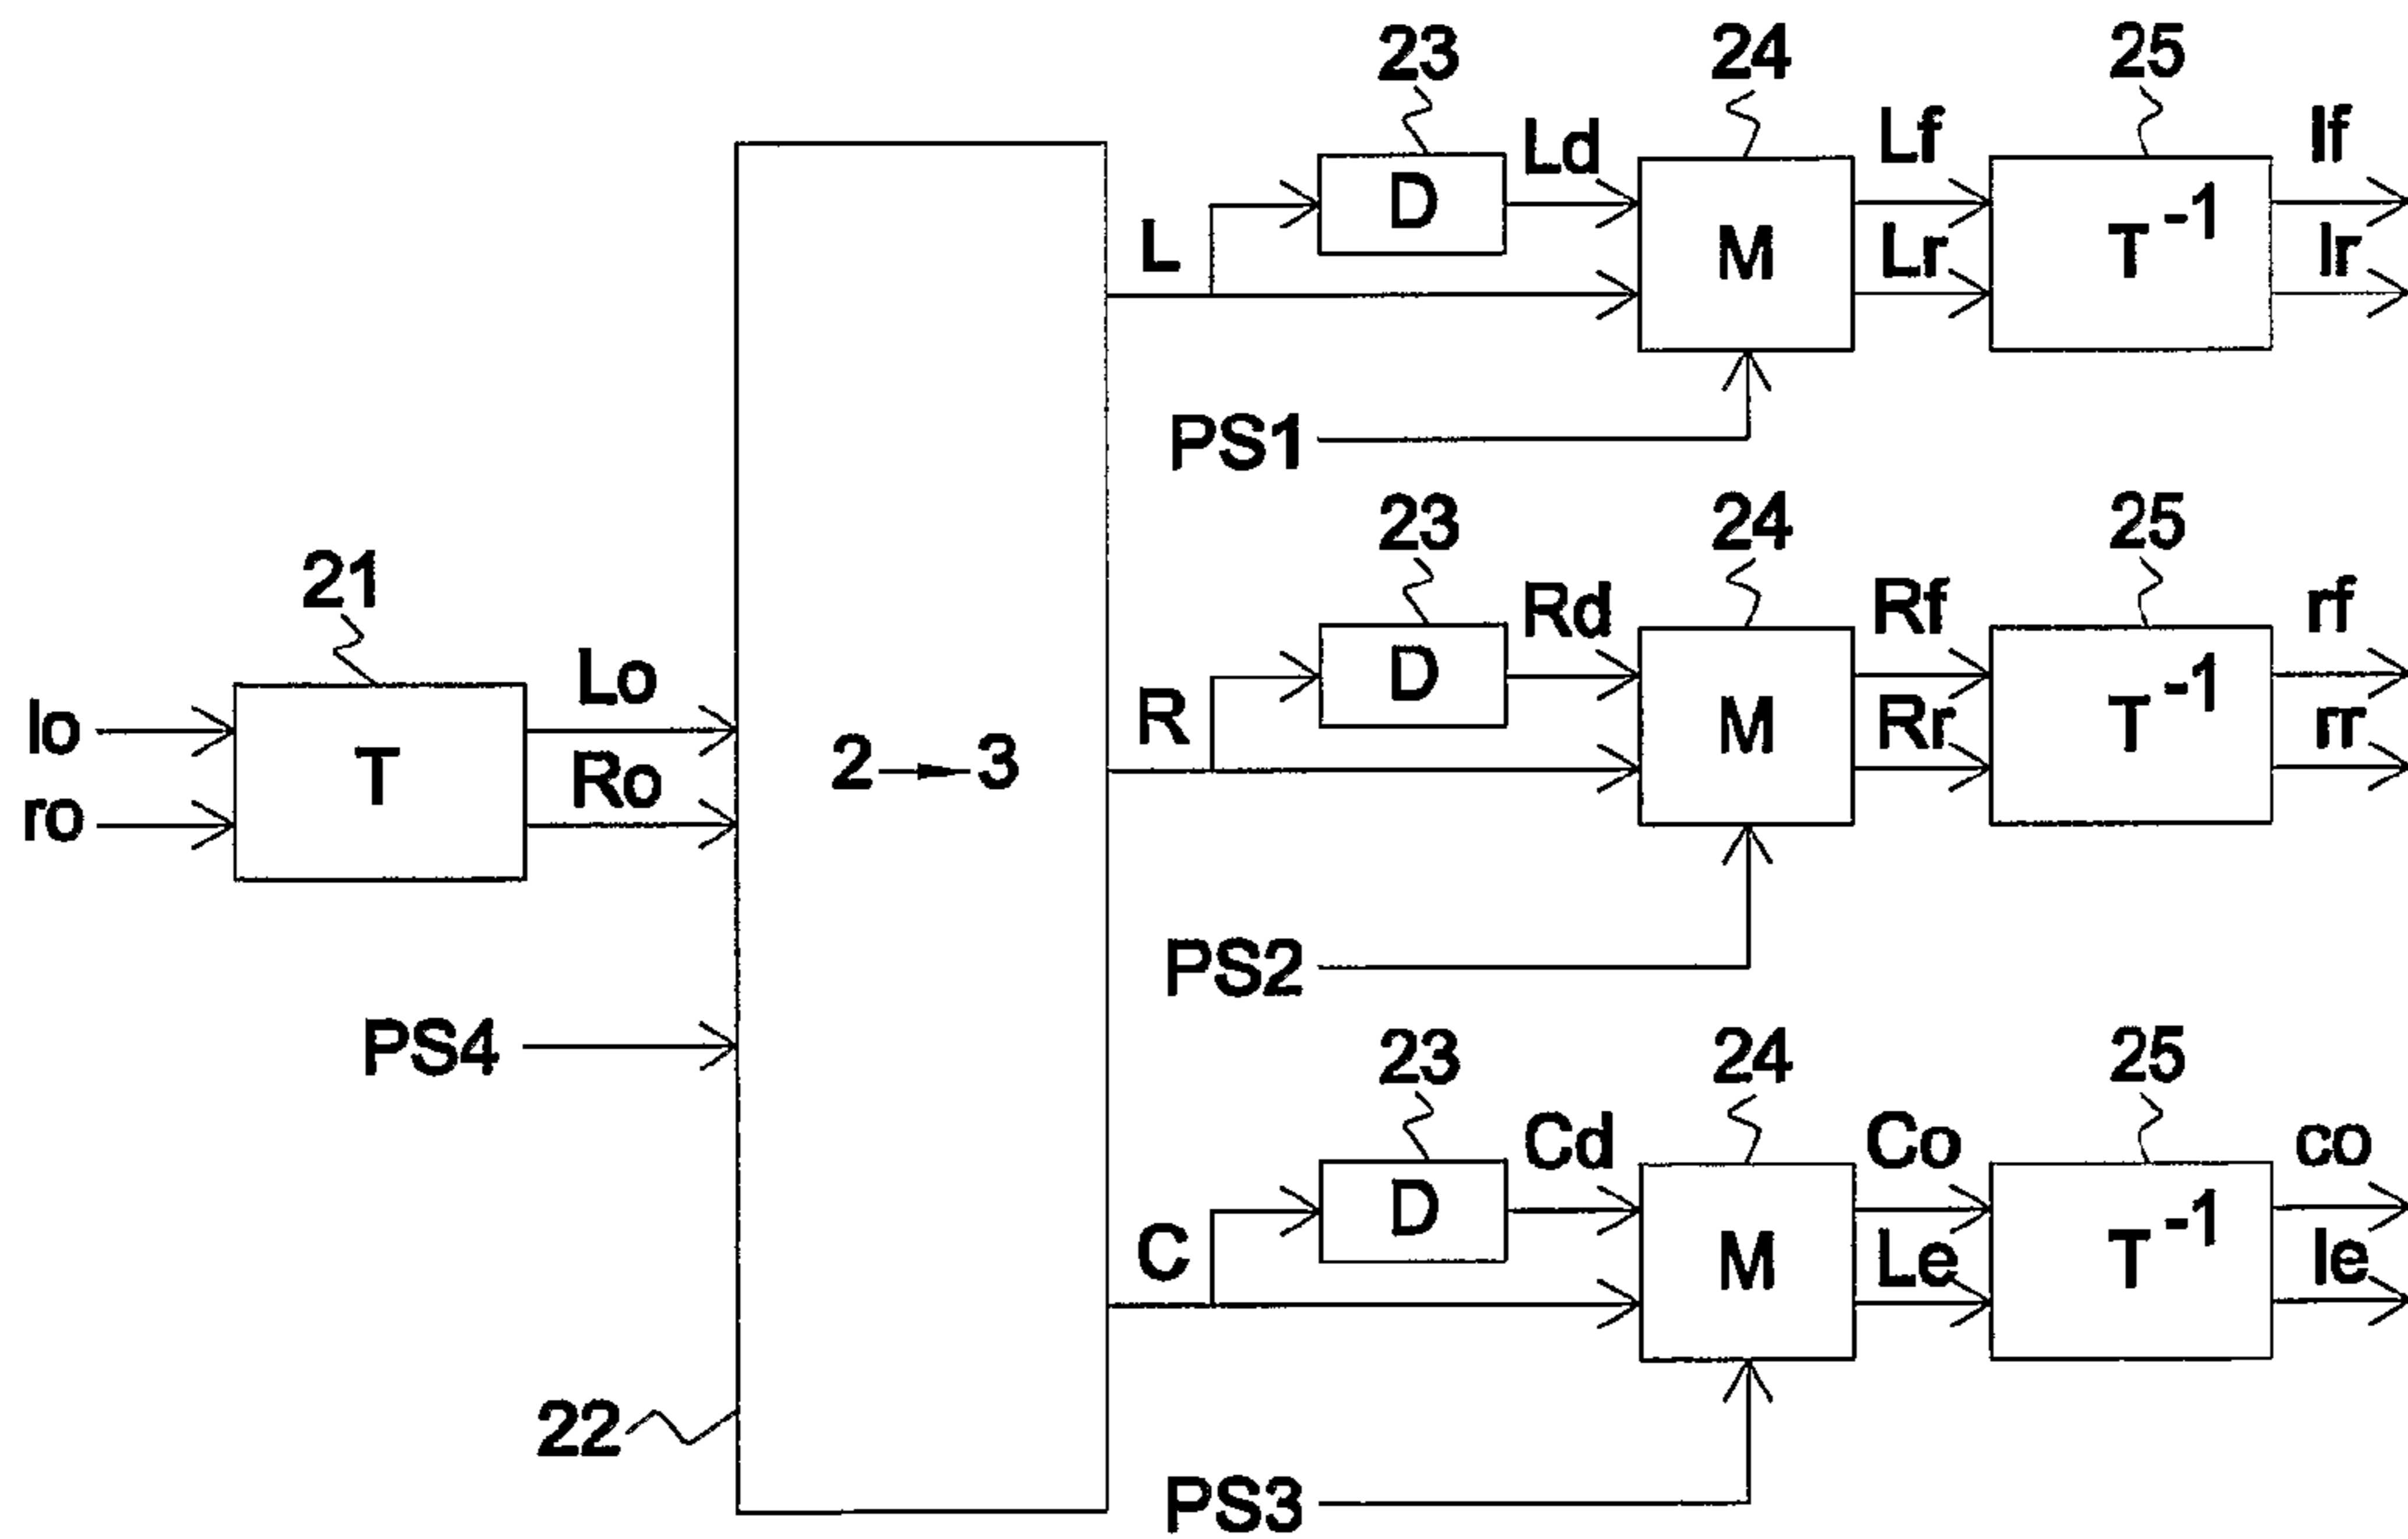 23 24 25
Ld Lf lf
D
L M Lr T-1 lr
PS1
23 24 25
21 Rd Rf rf
Lo D
lo R M Rr T-1 rr
T Ro 2 3
ro
PS2
PS4 23 24 25
Cd Co co
D
C M Le T-1 le
22
PS3